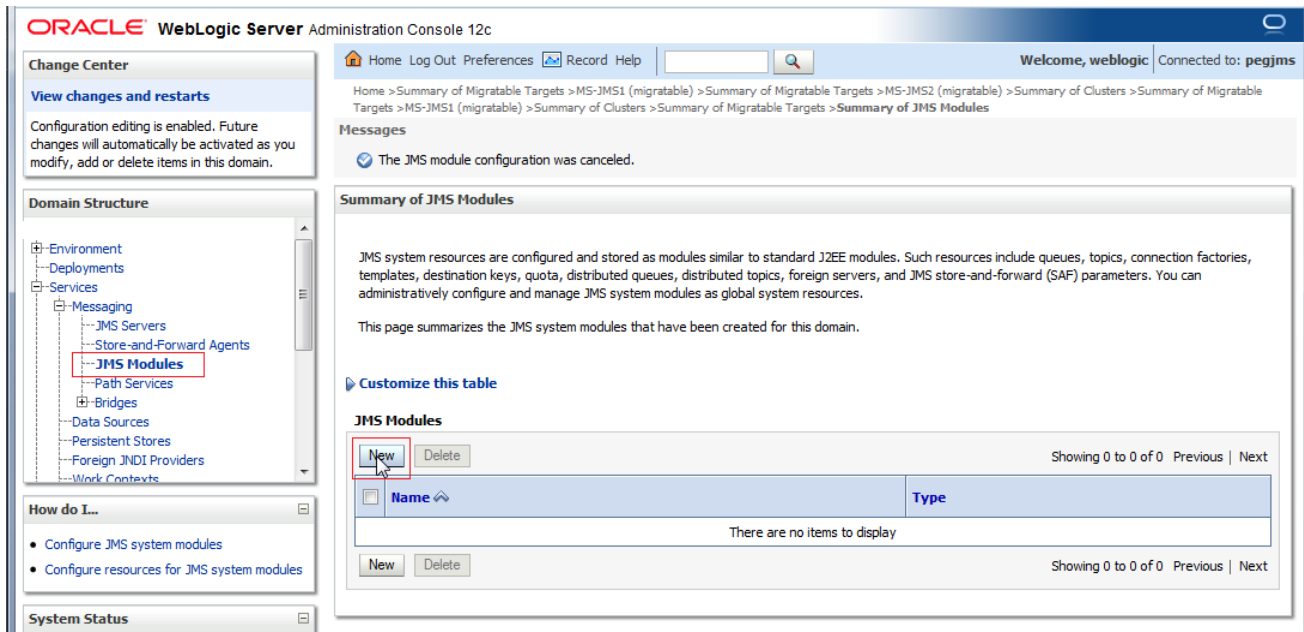 ORACLE WebLogic Server Administration Console 12c
Change Center
View changes and restarts
Configuration editing is enabled. Future
changes will automatically be activated as you
modify, add or delete items in this domain.
Domain Structure
Environment
Deployments
Services
Messaging
JMS Servers
Store-and-Forward Agents
JMS Modules
Path Services
Bridges
Data Sources
Persistent Stores
Foreign JNDI Providers
Work Contexts
How do I...
Configure JMS system modules
Configure resources for JMS system modules
System Status
Home Log Out Preferences Record Help
Welcome, weblogic Connected to: pegjms
Home >Summary of Migratable Targets >MS-JMS1 (migratable) >Summary of Migratable Targets >MS-JMS2 (migratable) >Summary of Clusters >Summary of Migratable
Targets >MS-JMS1 (migratable) >Summary of Clusters >Summary of Migratable Targets >Summary of JMS Modules
Messages
The JMS module configuration was canceled.
Summary of JMS Modules
JMS system resources are configured and stored as modules similar to standard J2EE modules. Such resources include queues, topics, connection factories,
templates, destination keys, quota, distributed queues, distributed topics, foreign servers, and JMS store-and-forward (SAF) parameters. You can
administratively configure and manage JMS system modules as global system resources.
This page summarizes the JMS system modules that have been created for this domain.
Customize this table
JMS Modules
New Delete Showing 0 to 0 of 0 Previous | Next
Name Type
There are no items to display
New Delete Showing 0 to 0 of 0 Previous | Next